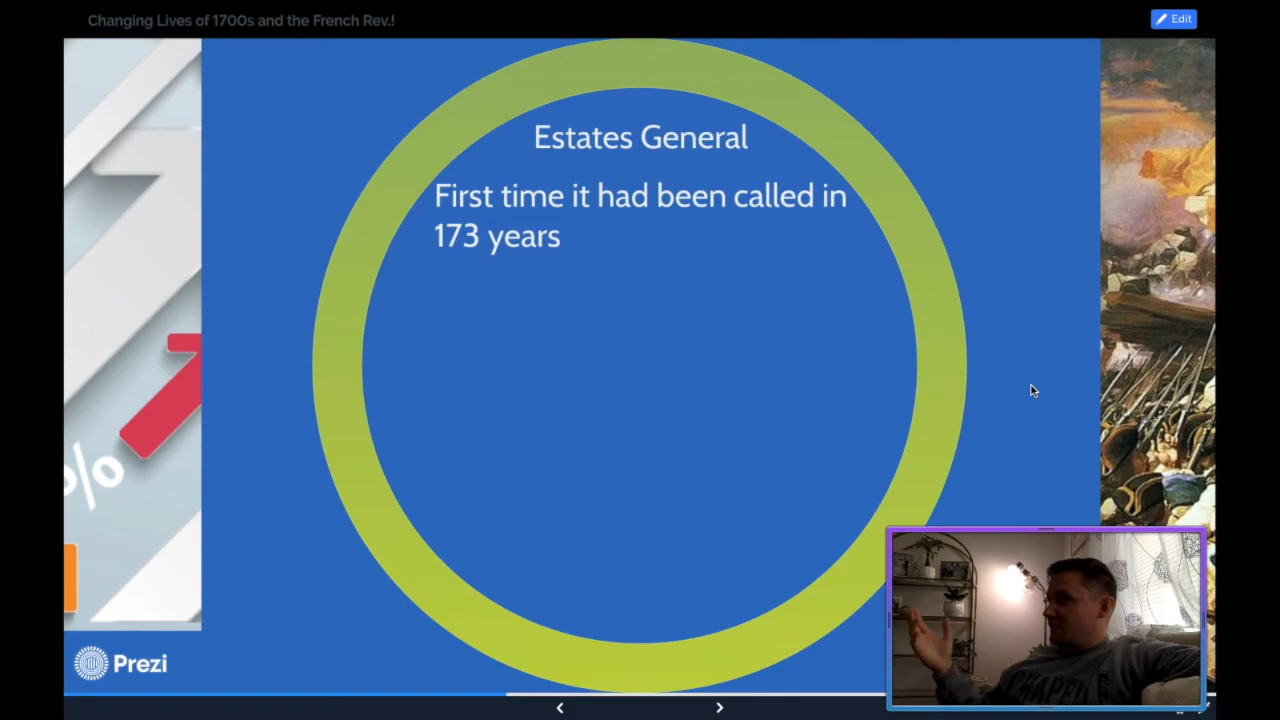 Changing Lives of 1700s and the French Rev.!
Edit
Estates General
First time it had been called in
173 years
%
Prezi